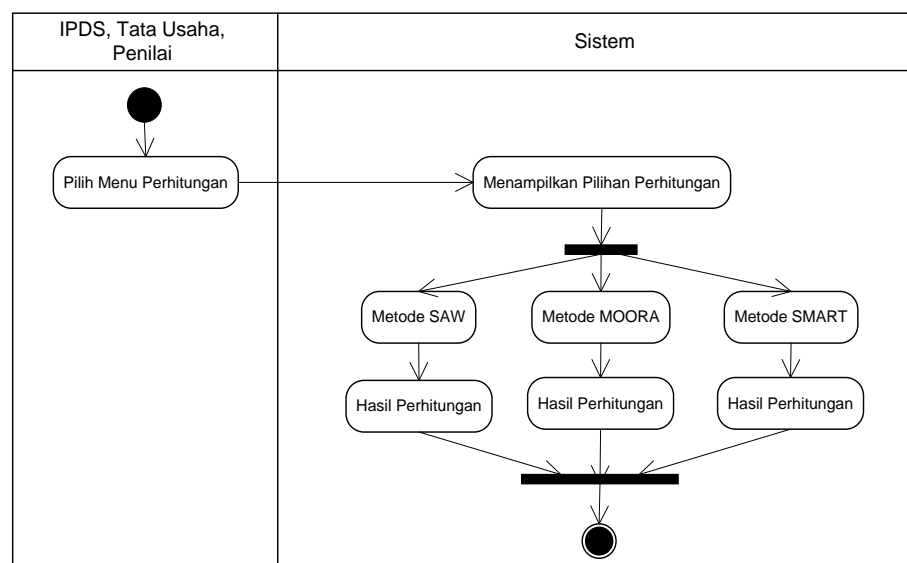 IPDS, Tata Usaha,
Penilai
Sistem
Pilih Menu Perhitungan
Menampilkan Pilihan Perhitungan
Metode SAW
Metode MOORA
Metode SMART
Hasil Perhitungan
Hasil Perhitungan
Hasil Perhitungan